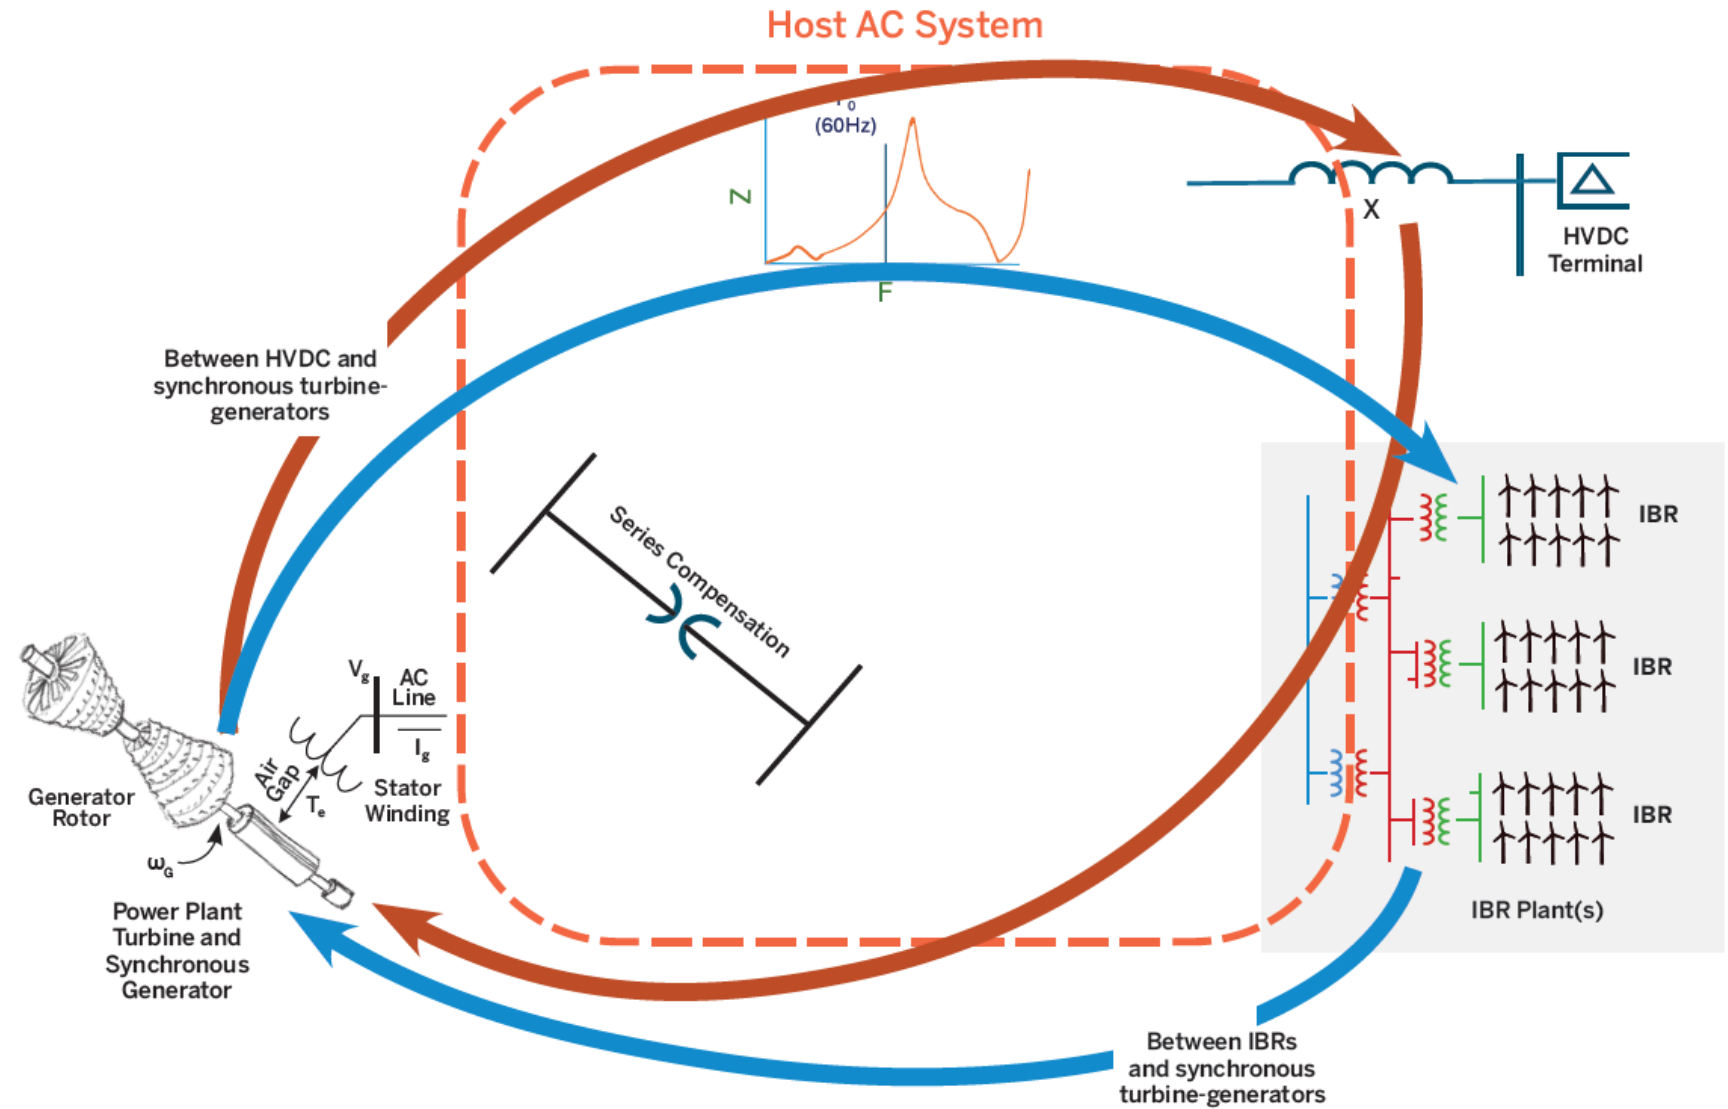 Host AC System
0
(60Hz)
Z
F
X
HVDC
Terminal
Between HVDC and
synchronous turbine-
generators
Series Compensation
IBR
IBR
IBR
IBR Plant(s)
Vg
AC
Line
Ig
Air
Gap
Te
Stator
Winding
Generator
Rotor
ωG
Power Plant
Turbine and
Synchronous
Generator
Between IBRs
and synchronous
turbine-generators